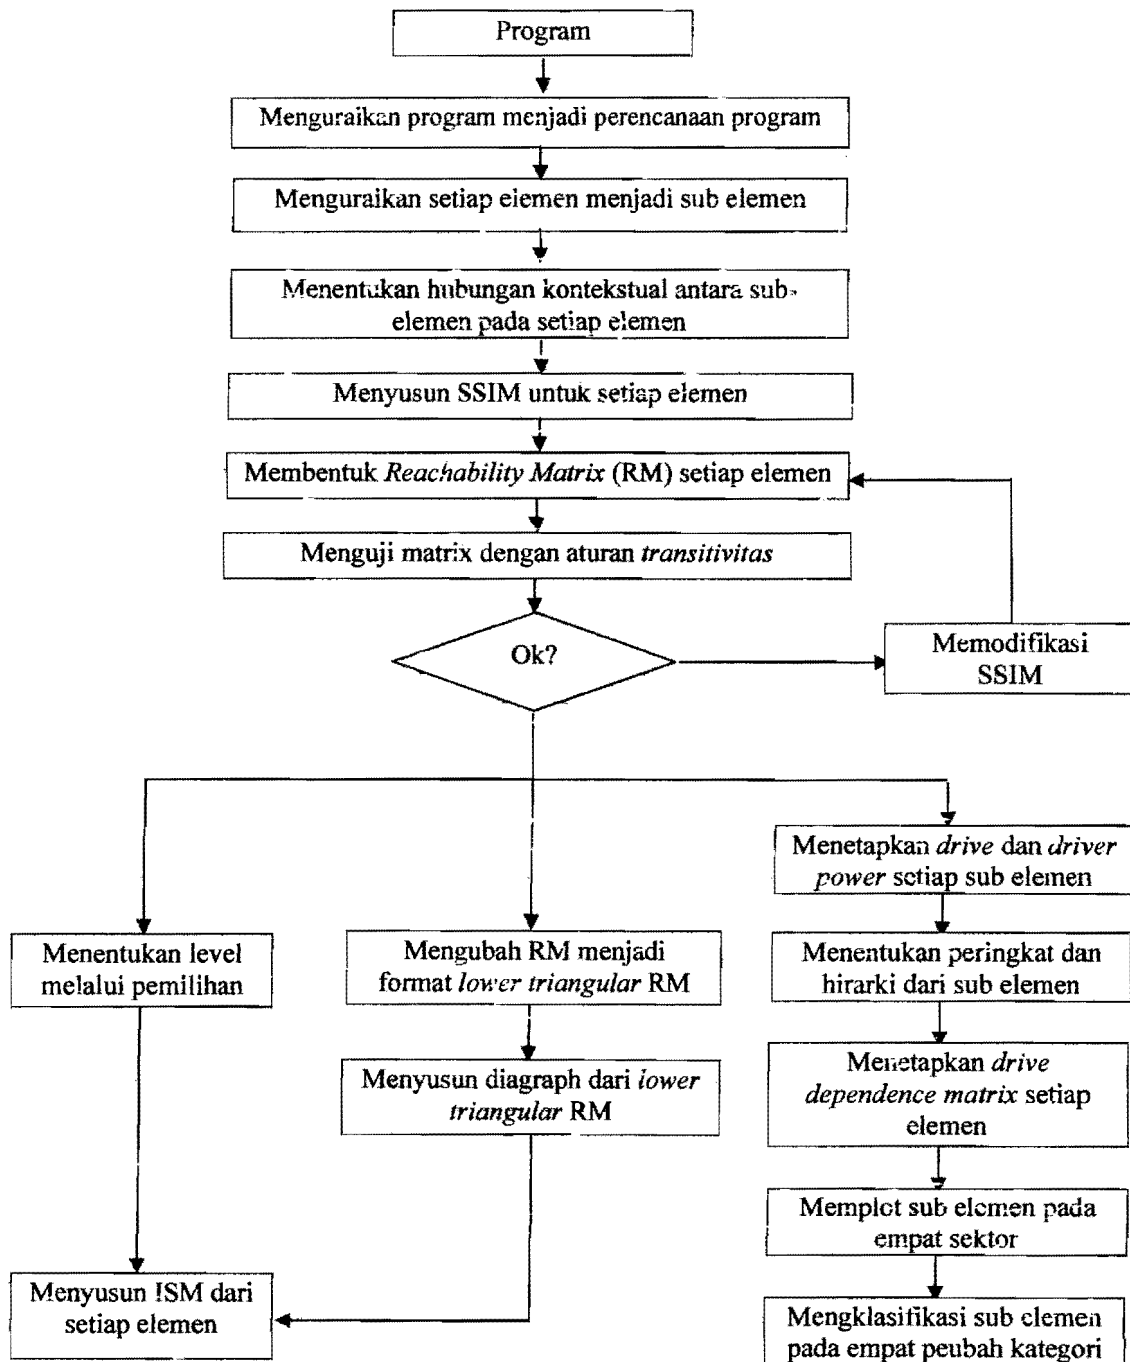 Program
Menguraikan program menjadi perencanaan program
Menguraikan setiap elemen menjadi sub elemen
Menentukan hubungan kontekstual antara sub-
elemen pada setiap elemen
Menyusun SSIM untuk setiap elemen
Membentuk Reachability Matrix (RM) setiap elemen
Menguji matrix dengan aturan transitivitas
Ok?
Memodifikasi
SSIM
Menentukan level
melalui pemilihan
Mengubah RM menjadi
format lower triangular RM
Menyusun diagraph dari lower
triangular RM
Menyusun ISM dari
setiap elemen
Menetapkan drive dan driver
power setiap sub elemen
Menentukan peringkat dan
hirarki dari sub elemen
Menetapkan drive
dependence matrix setiap
elemen
Memplot sub elemen pada
empat sektor
Mengklasifikasi sub elemen
pada empat peubah kategori